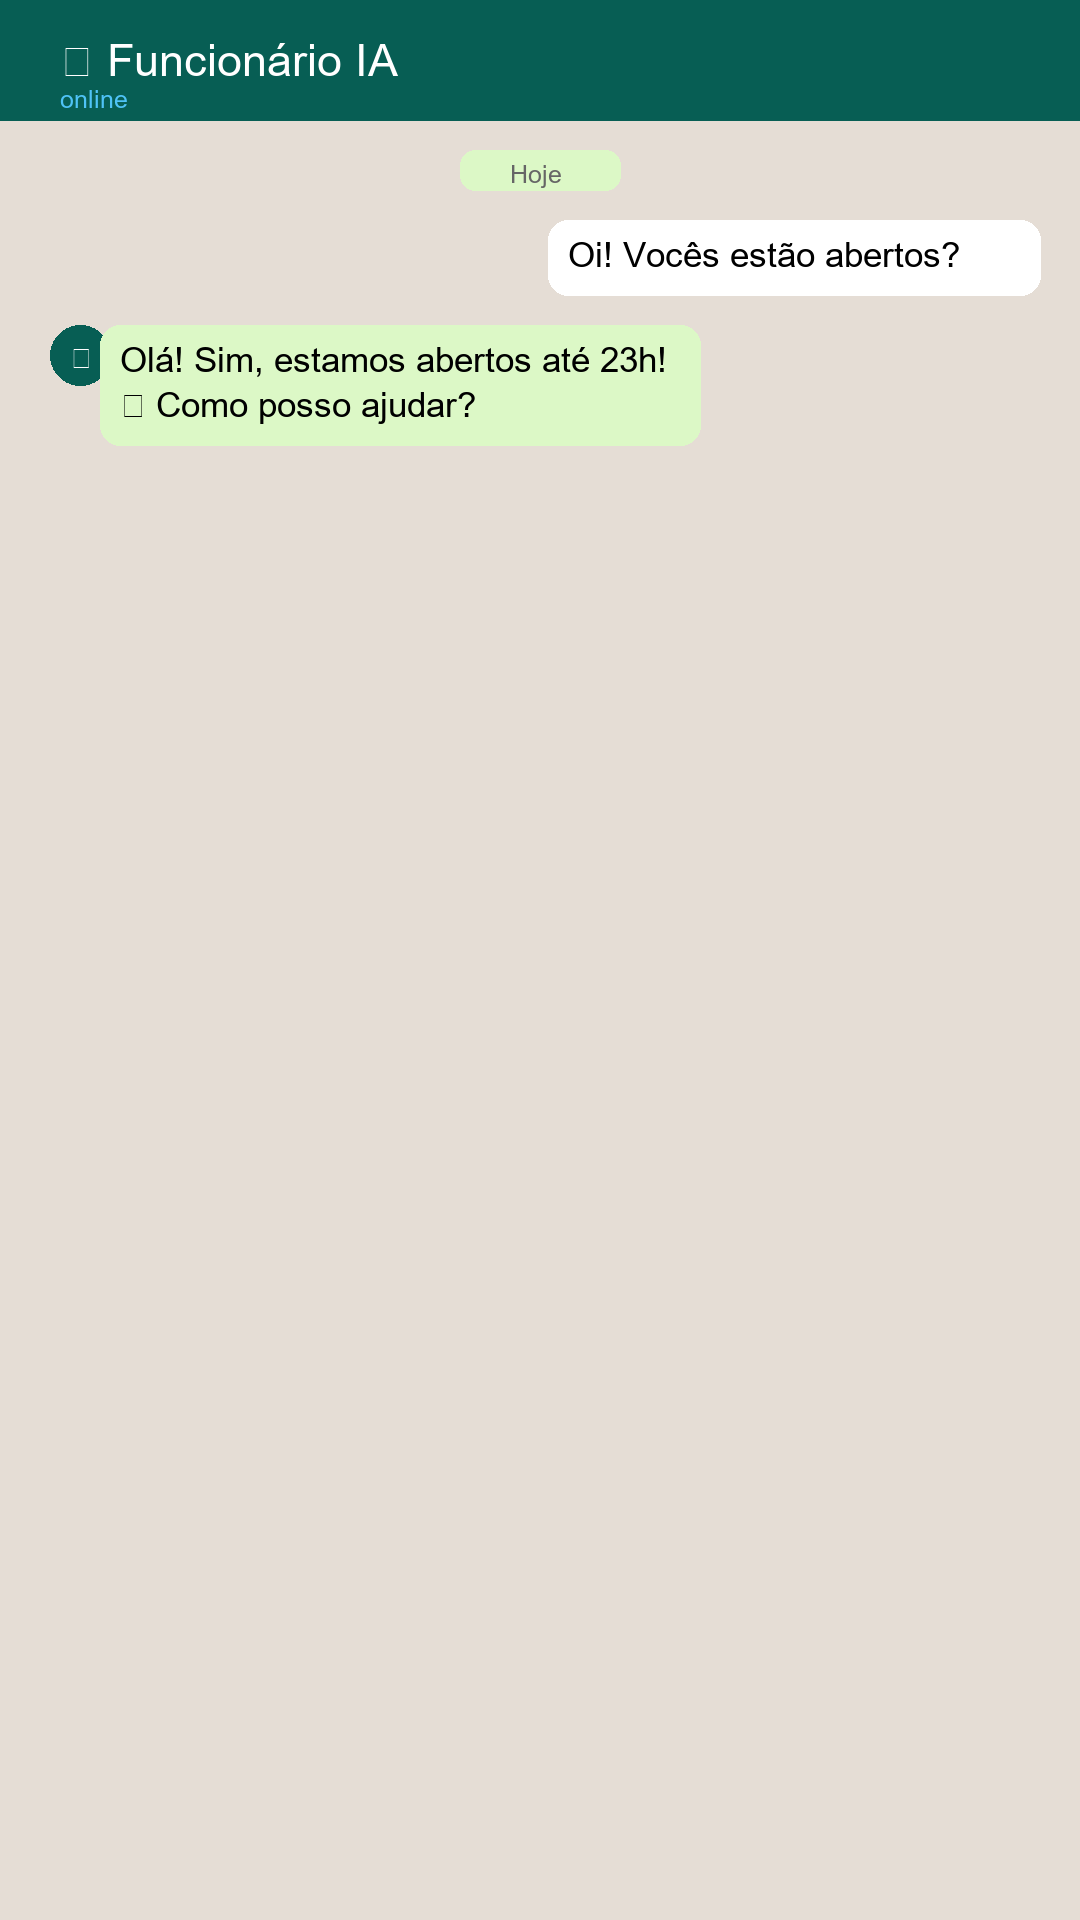 Funcionário IA
online
Hoje
Oi! Vocês estão abertos?
Olá! Sim, estamos abertos até 23h!
Como posso ajudar?